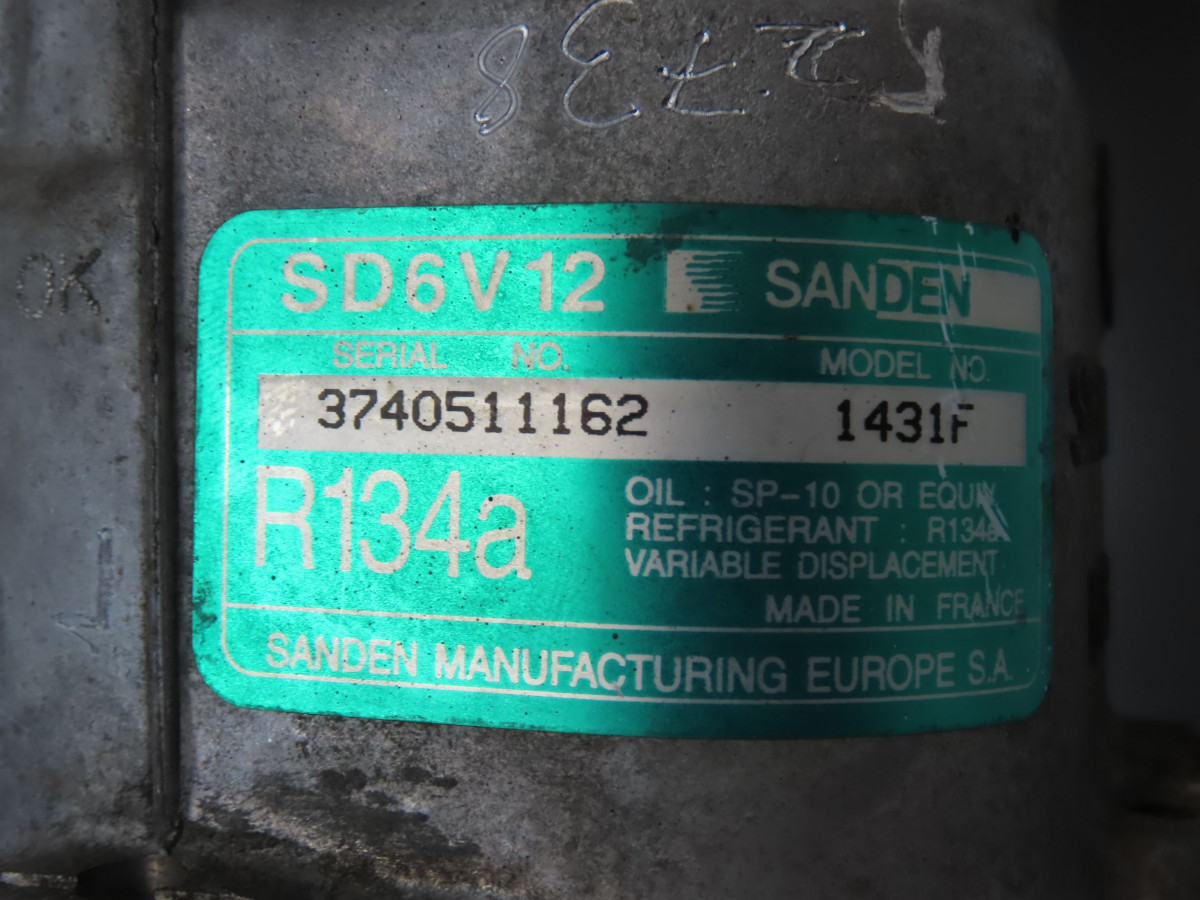 OK
SD6V12 SANDEN
SERIAL NO. MODEL NO.
37405111162 1431F
R134a
OIL : SP-10 OR EQUIV
REFRIGERANT : R134a
VARIABLE DISPLACEMENT
MADE IN FRANCE
SANDEN MANUFACTURING EUROPE S.A.